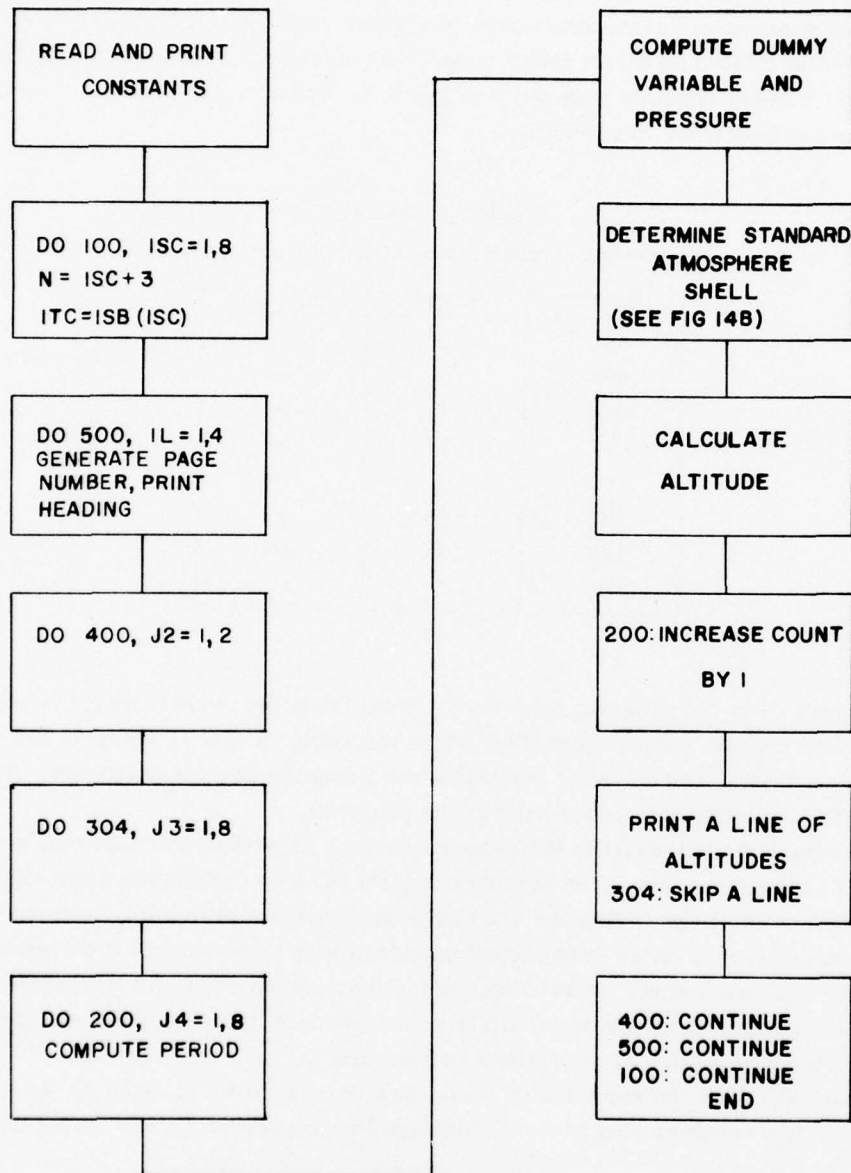 READ AND PRINT
CONSTANTS
DO 100, ISC=1,8
N = ISC+3
ITC=ISB (ISC)
DO 500, IL=1,4
GENERATE PAGE
NUMBER, PRINT
HEADING
DO 400, J2=1,2
DO 304, J3=1,8
DO 200, J4=1,8
COMPUTE PERIOD
COMPUTE DUMMY
VARIABLE AND
PRESSURE
DETERMINE STANDARD
ATMOSPHERE
SHELL
(SEE FIG 14B)
CALCULATE
ALTITUDE
200: INCREASE COUNT
BY 1
PRINT A LINE OF
ALTITUDES
304: SKIP A LINE
400: CONTINUE
500: CONTINUE
100: CONTINUE
END